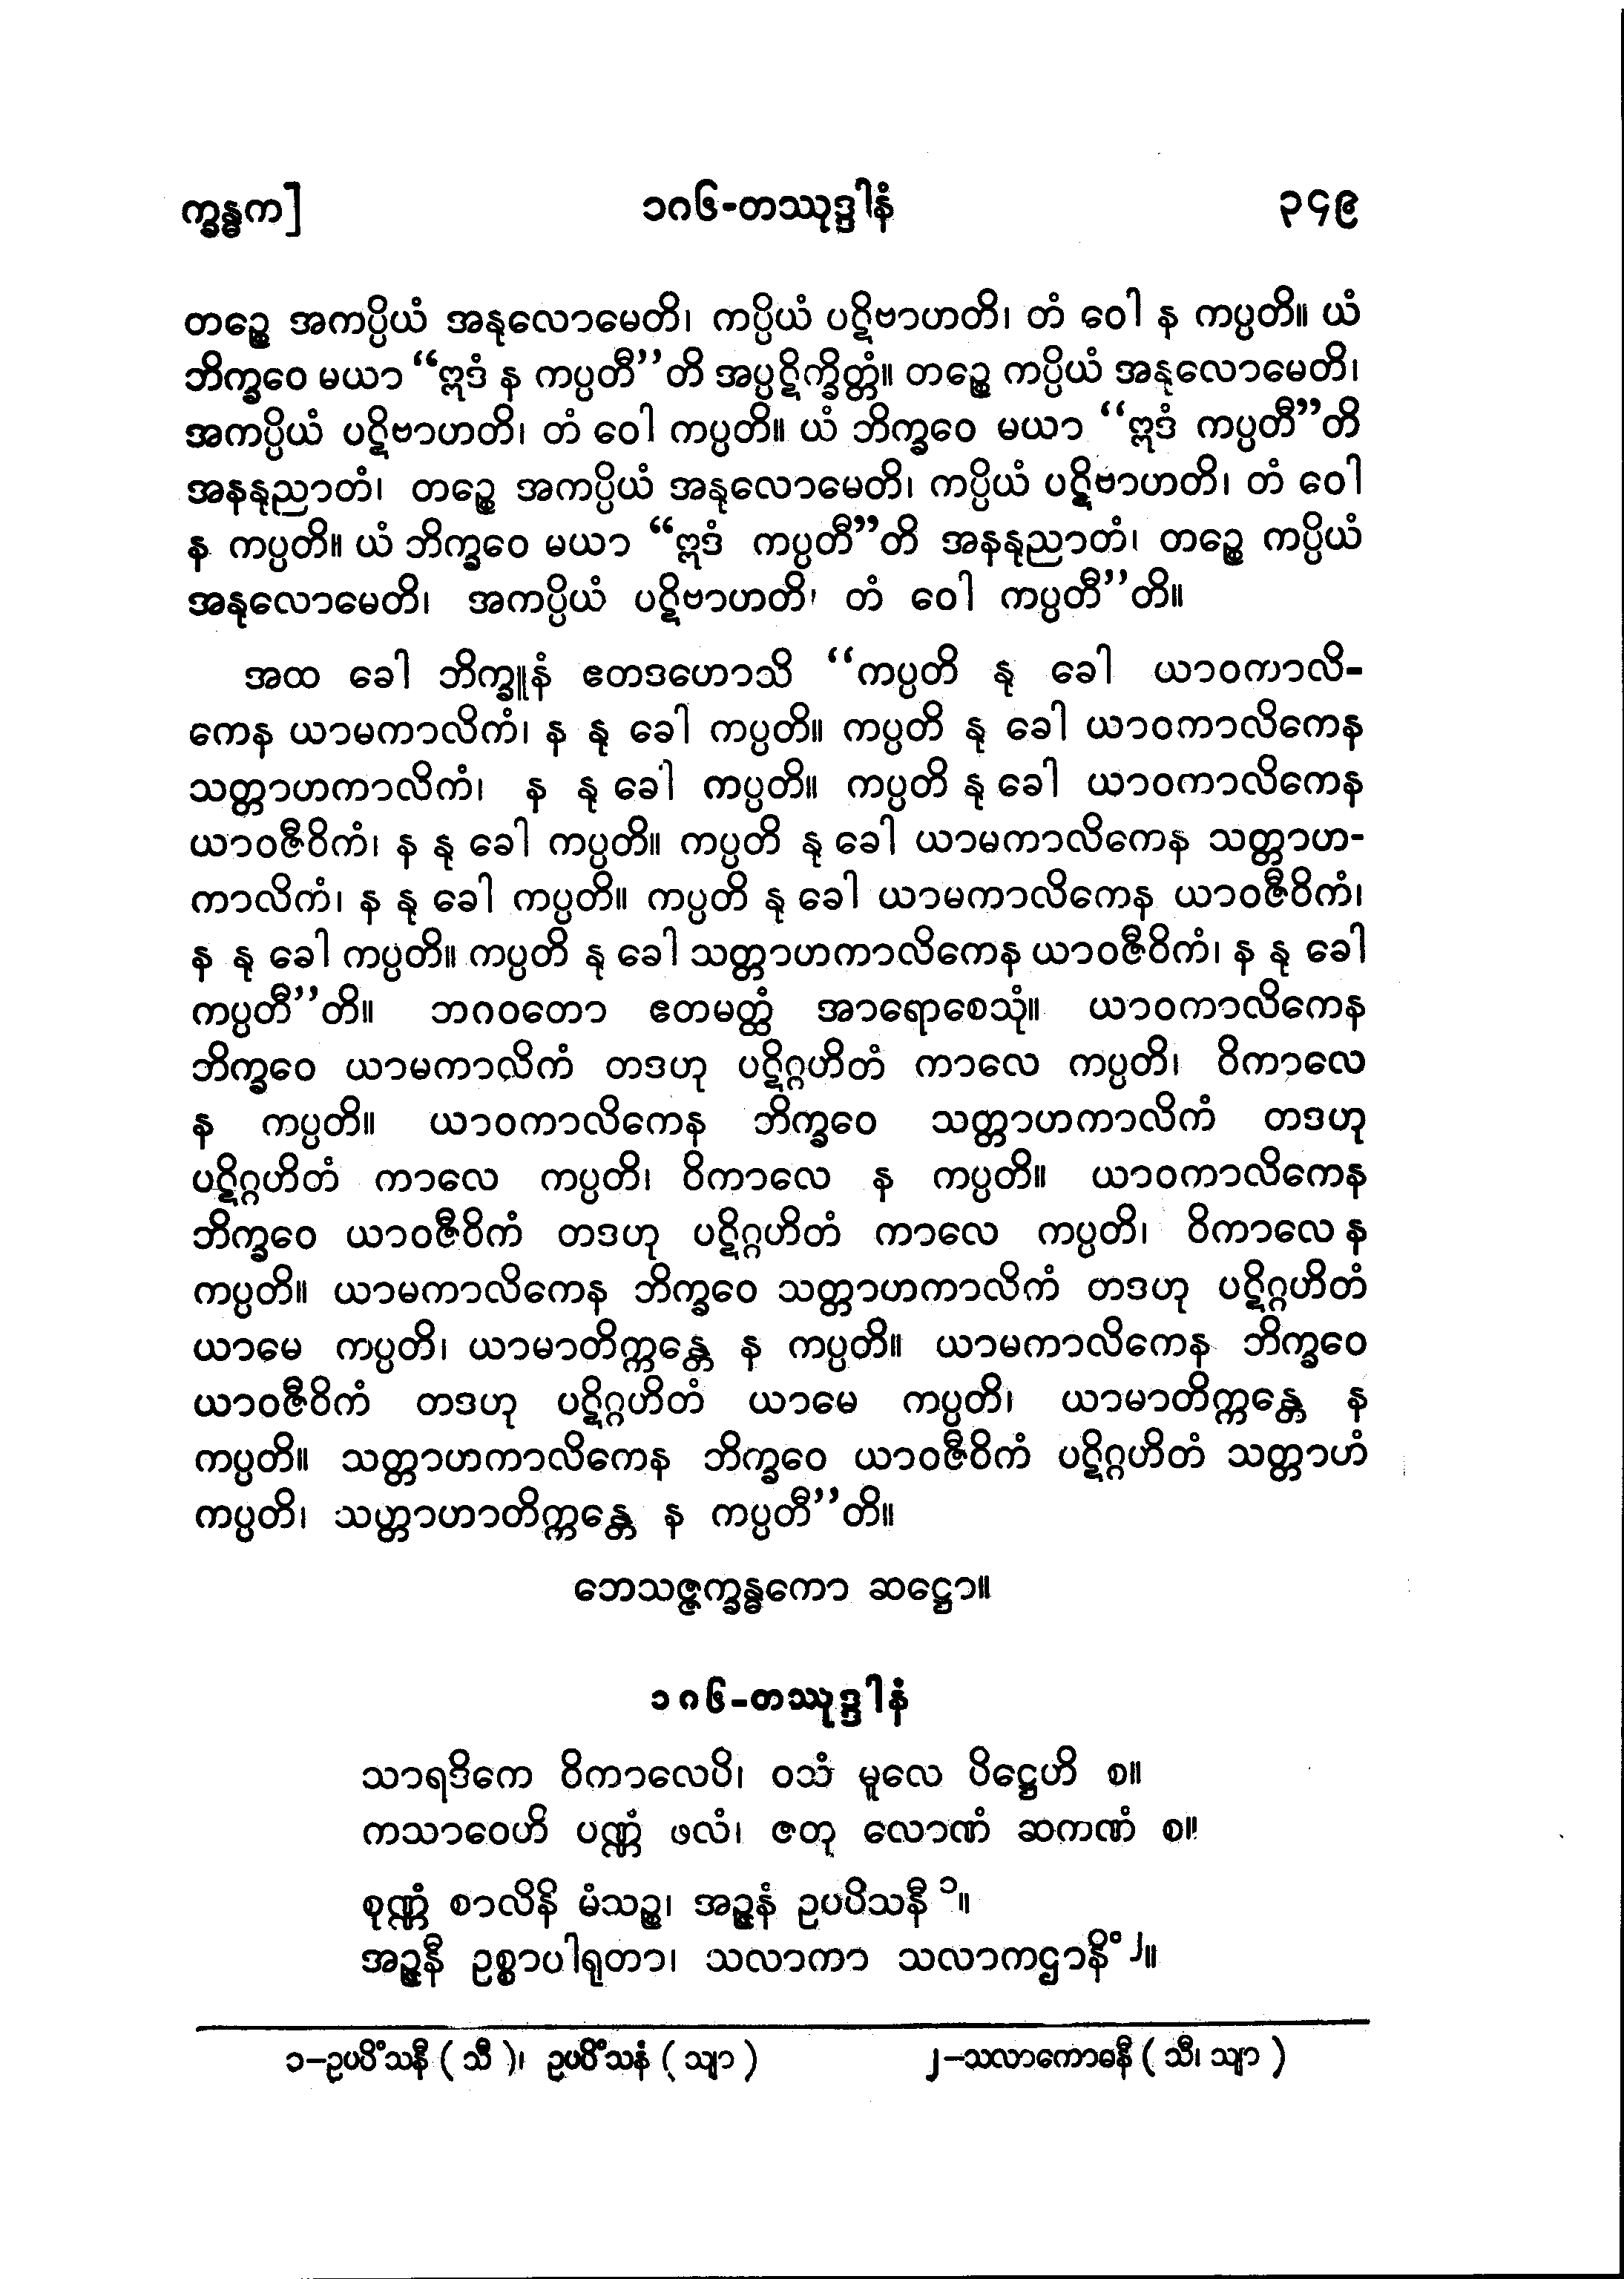 က္ခန္ဓက]
၁၈၆-တဿုဒ္ဒါနံ
၃၄၉
တဉ္စေ အကပ္ပိယံ အနုလောမေတိ၊ ကပ္ပိယံ ပဋိဗာဟတိ၊ တံ ဝေါ န ကပ္ပတိ။ ယံ
ဘိက္ခဝေ မယာ “ဣဒံ န ကပ္ပတီ”တိ အပ္ပဋိက္ခိတ္တံ။ တဉ္စေ ကပ္ပိယံ အနုလောမေတိ၊
အကပ္ပိယံ ပဋိဗာဟတိ၊ တံ ဝေါ ကပ္ပတိ။ ယံ ဘိက္ခဝေ မယာ “ဣဒံ ကပ္ပတီ”တိ
အနနုညာတံ၊ တဉ္စေ အကပ္ပိယံ အနုလောမေတိ၊ ကပ္ပိယံ ပဋိဗာဟတိ၊ တံ ဝေါ
န ကပ္ပတိ။ ယံ ဘိက္ခဝေ မယာ “ဣဒံ ကပ္ပတီ”တိ အနနုညာတံ၊ တဉ္စေ ကပ္ပိယံ
အနုလောမေတိ၊ အကပ္ပိယံ ပဋိဗာဟတိ၊ တံ ဝေါ ကပ္ပတီ”တိ။
အထ ခေါ ဘိက္ခူနံ ဧတဒဟောသိ “ကပ္ပတိ နု ခေါ ယာဝကာလိ-
ကေန ယာမကာလိကံ၊ န နု ခေါ ကပ္ပတိ။ ကပ္ပတိ နု ခေါ ယာဝကာလိကေန
သတ္တာဟကာလိကံ၊ န နု ခေါ ကပ္ပတိ။ ကပ္ပတိ နု ခေါ ယာဝကာလိကေန
ယာဝဇီဝိကံ၊ န နု ခေါ ကပ္ပတိ။ ကပ္ပတိ နု ခေါ ယာမကာလိကေန သတ္တာဟ-
ကာလိကံ၊ န နု ခေါ ကပ္ပတိ။ ကပ္ပတိ နု ခေါ ယာမကာလိကေန ယာဝဇီဝိကံ၊
န နု ခေါ ကပ္ပတိ။ ကပ္ပတိ နု ခေါ သတ္တာဟကာလိကေန ယာဝဇီဝိကံ၊ န နု ခေါ
ကပ္ပတီ”တိ။ ဘဂဝတော ဧတမတ္ထံ အာရောစေသုံ။ ယာဝကာလိကေန
ဘိက္ခဝေ ယာမကာလိကံ တဒဟု ပဋိဂ္ဂဟိတံ ကာလေ ကပ္ပတိ၊ ဝိကာလေ
န ကပ္ပတိ။ ယာဝကာလိကေန ဘိက္ခဝေ သတ္တာဟကာလိကံ တဒဟု
ပဋိဂ္ဂဟိတံ ကာလေ ကပ္ပတိ၊ ဝိကာလေ န ကပ္ပတိ။ ယာဝကာလိကေန
ဘိက္ခဝေ ယာဝဇီဝိကံ တဒဟု ပဋိဂ္ဂဟိတံ ကာလေ ကပ္ပတိ၊ ဝိကာလေ န
ကပ္ပတိ။ ယာမကာလိကေန ဘိက္ခဝေ သတ္တာဟကာလိကံ တဒဟု ပဋိဂ္ဂဟိတံ
ယာမေ ကပ္ပတိ၊ ယာမာတိက္ကန္တေ န ကပ္ပတိ။ ယာမကာလိကေန ဘိက္ခဝေ
ယာဝဇီဝိကံ တဒဟု ပဋိဂ္ဂဟိတံ ယာမေ ကပ္ပတိ၊ ယာမာတိက္ကန္တေ န
ကပ္ပတိ။ သတ္တာဟကာလိကေန ဘိက္ခဝေ ယာဝဇီဝိကံ ပဋိဂ္ဂဟိတံ သတ္တာဟံ
ကပ္ပတိ၊ သတ္တာဟာတိက္ကန္တေ န ကပ္ပတီ”တိ။
ဘေသဇ္ဇက္ခန္ဓကော ဆဋ္ဌော။
၁၈၆-တဿုဒ္ဒါနံ
သာရဒိကေ ဝိကာလေပိ၊ ဝသံ မူလေ ပိဋ္ဌေဟိ စ။
ကသာဝေဟိ ပဏ္ဏံ ဖလံ၊ ဇတု လောဏံ ဆကဏံ စ။
စုဏ္ဏံ စာလိနိ မံသဉ္စ၊ အဉ္ဇနံ ဥပပိသနီ ၁။
အဉ္ဇနီ ဥစ္စာပါရုတာ၊ သလာကာ သလာကဌာနိံ ၂။
၁–ဥပပိံသနီ ( သီ )၊ ဥပပိံသနံ ( သျာ )
၂–သလာကောဓနီ ( သီ၊ သျာ )